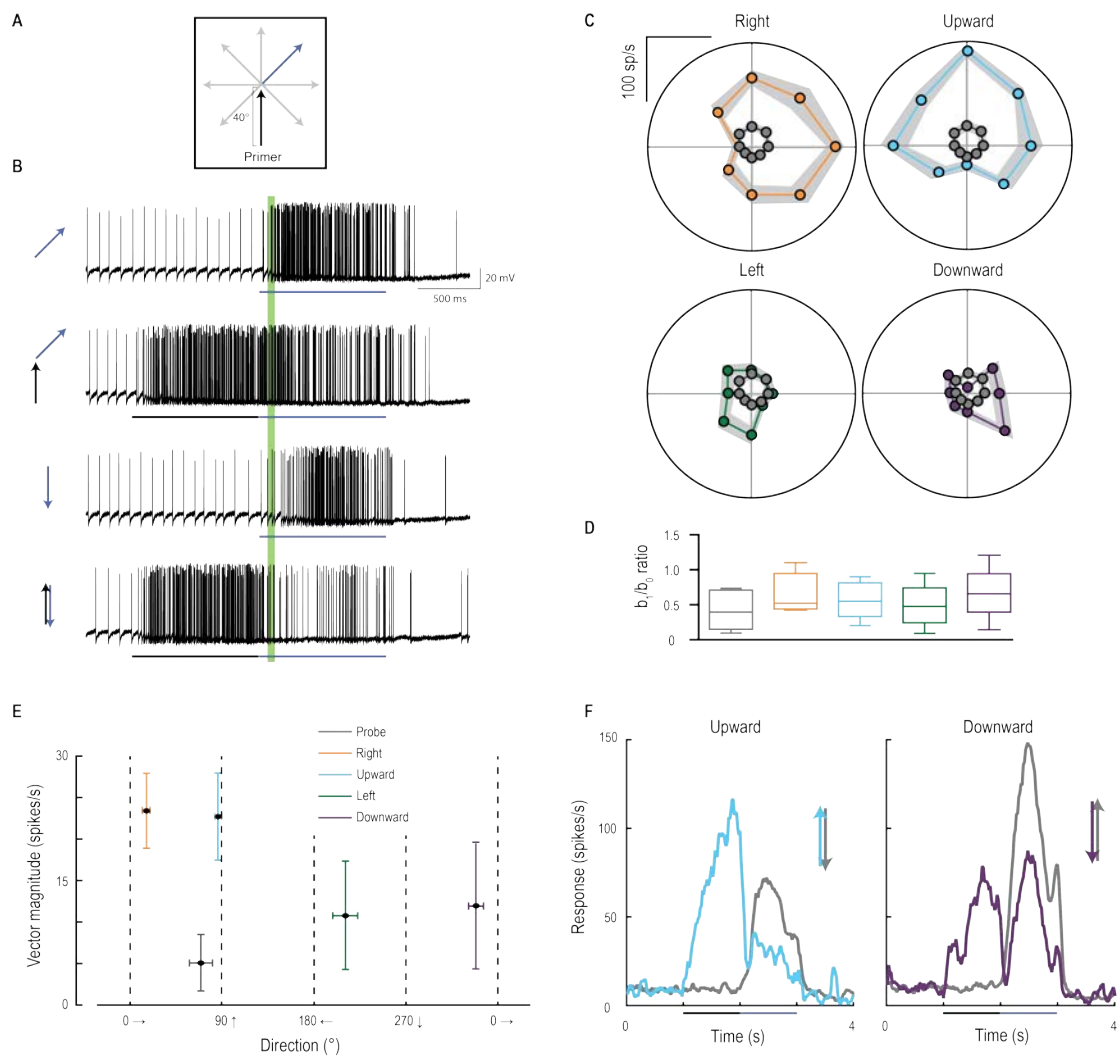 A
40°
Primer
B
20 mV
500 ms
C
Right
Upward
100 sp/s
Left
Downward
D
b1/b0 ratio
1.5
1.0
0.5
0
E
Vector magnitude (spikes/s)
30
15
0
Probe
Right
Upward
Left
Downward
0→
90↑
180←
270↓
0→
Direction (°)
F
Upward
Downward
Response (spikes/s)
150
100
50
0
0
4
0
4
Time (s)
Time (s)